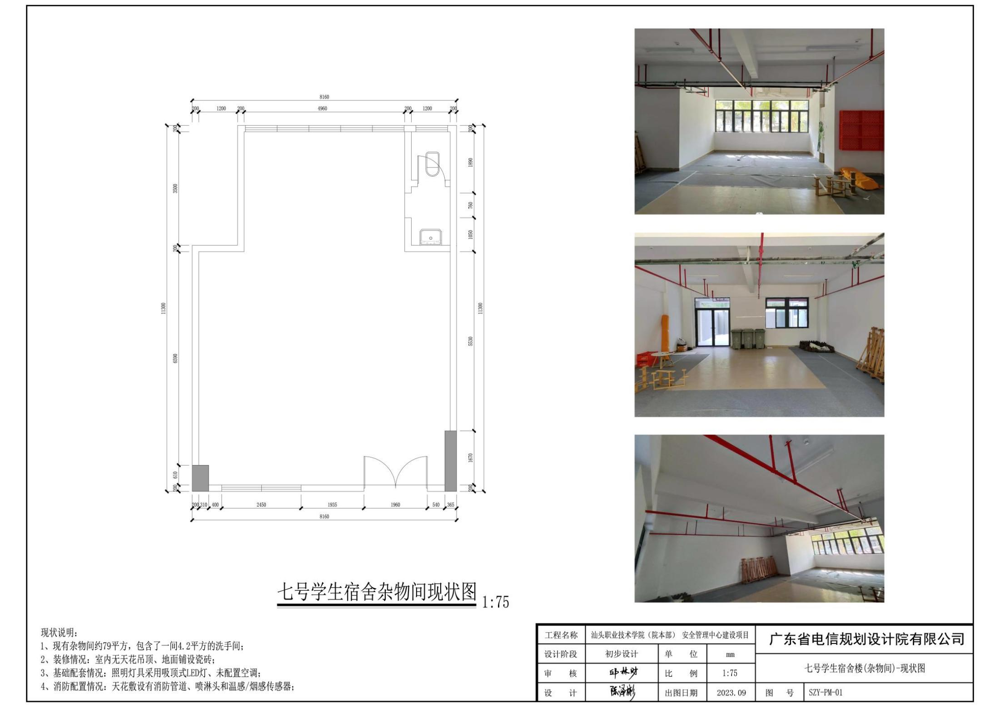 8160
200 1200 200 4960 200 1200 200
200
3500
200
6590
610
200
11300
200
1890
760
1050
5530
1670
200
11300
200 310 400 2450 1935 1960 540 365
8160
七号学生宿舍杂物间现状图 1:75
现状说明：
1、现有杂物间约79平方，包含了一间4.2平方的洗手间；
2、装修情况：室内无天花吊顶、地面铺设瓷砖；
3、基础配套情况：照明灯具采用吸顶式LED灯、未配置空调；
4、消防配置情况：天花敷设有消防管道、喷淋头和温感/烟感传感器；
工程名称 汕头职业技术学院（院本部） 安全管理中心建设项目
设计阶段 初步设计 单 位 mm
审 核 邱林财 比 例 1:75
设 计 陈泽彬 出图日期 2023.09
广东省电信规划设计院有限公司
七号学生宿舍楼(杂物间)-现状图
图 号 SZY-PM-01